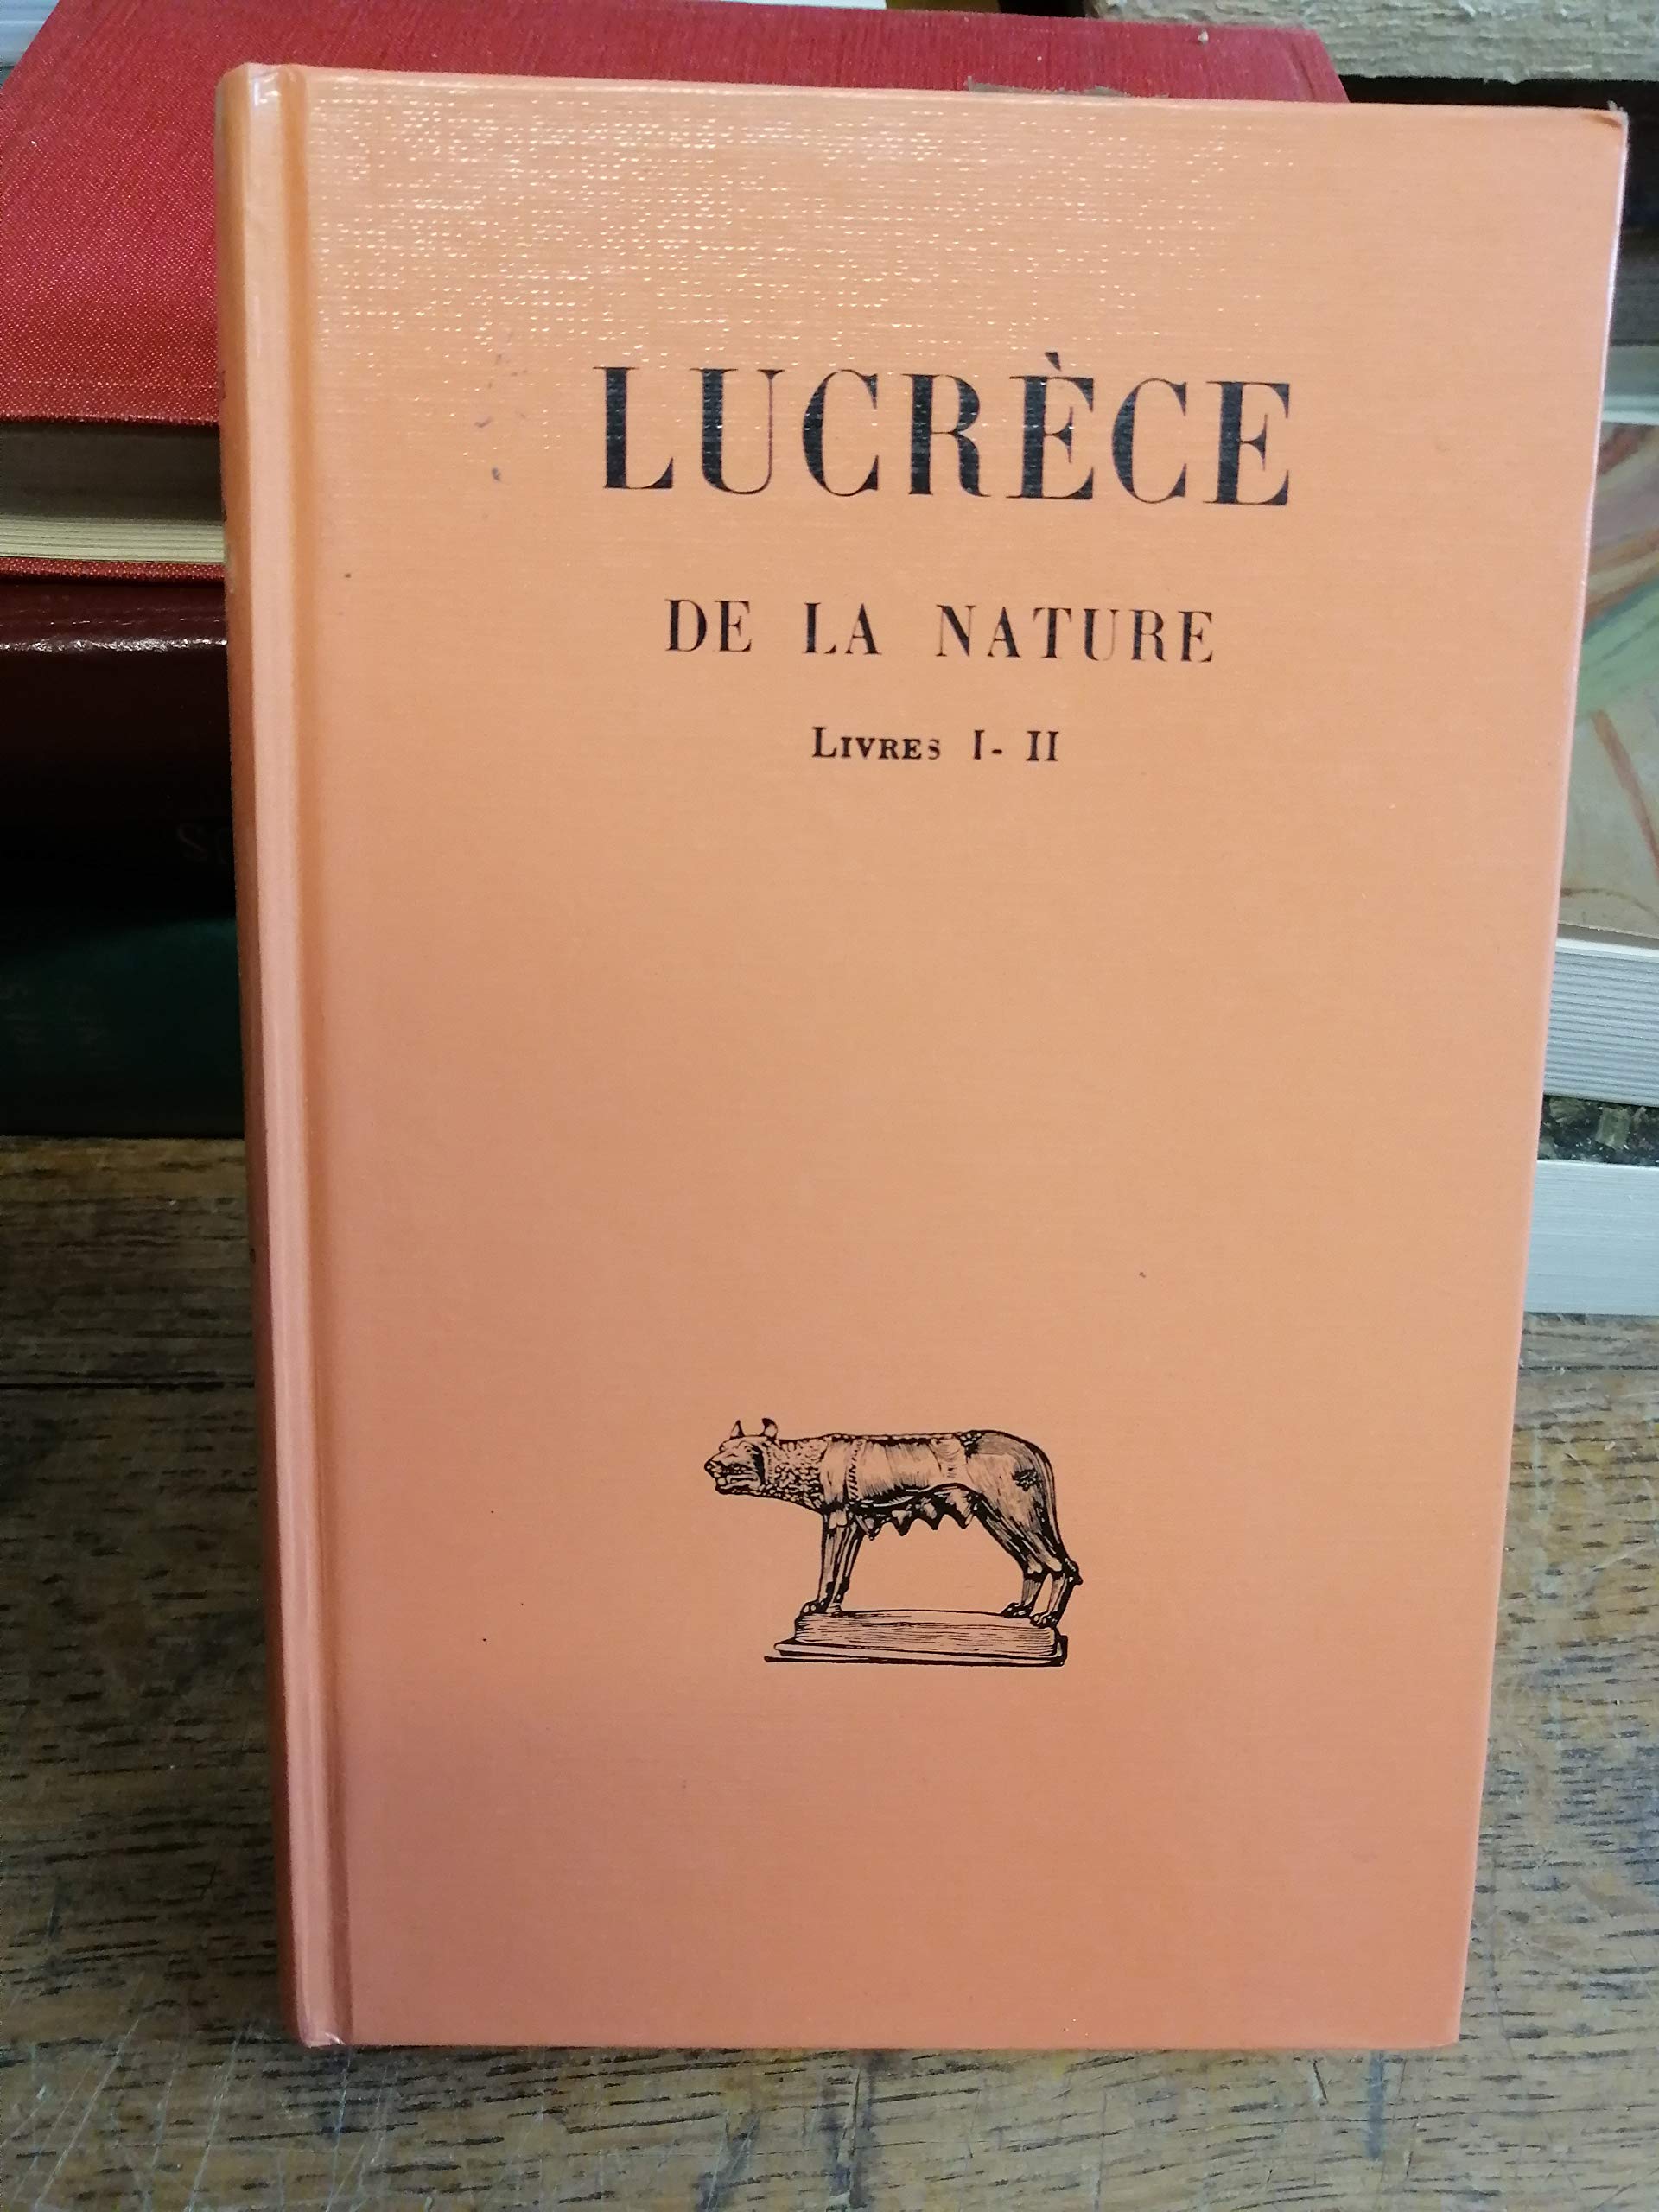 LUCRÈCE
DE LA NATURE
LIVRES I - II